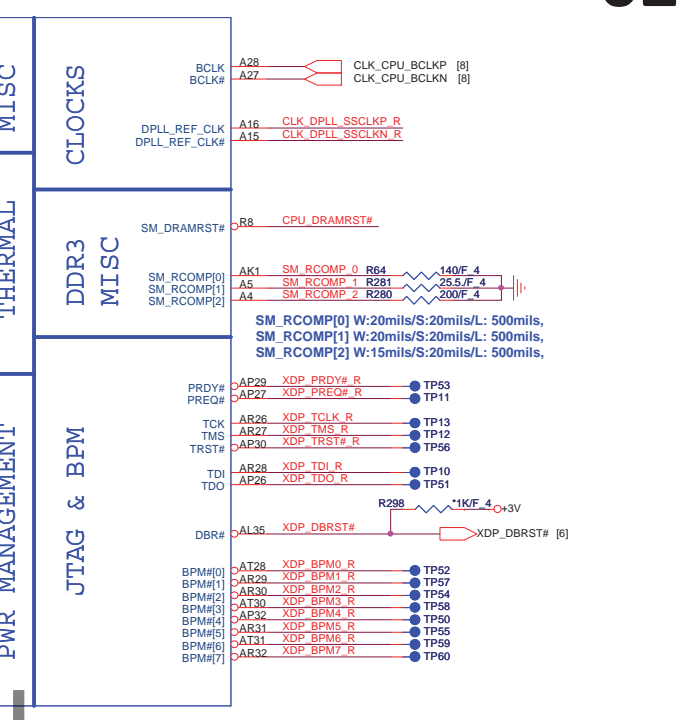 MISC
THERMAL
PWR MANAGEMENT
CLOCKS
DDR3
MISC
JTAG & BPM
BCLK A28 CLK_CPU_BCLKP [8]
BCLK# A27 CLK_CPU_BCLKN [8]
DPLL_REF_CLK A16 CLK_DPLL_SSCLKP_R
DPLL_REF_CLK# A15 CLK_DPLL_SSCLKN_R
SM_DRAMRST# R8 CPU_DRAMRST#
SM_RCOMP[0] AK1 SM_RCOMP_0 R64 140/F_4
SM_RCOMP[1] A5 SM_RCOMP_1 R281 25.5./F_4
SM_RCOMP[2] A4 SM_RCOMP_2 R280 200/F_4
SM_RCOMP[0] W:20mils/S:20mils/L: 500mils,
SM_RCOMP[1] W:20mils/S:20mils/L: 500mils,
SM_RCOMP[2] W:15mils/S:20mils/L: 500mils,
PRDY# AP29 XDP_PRDY#_R TP53
PREQ# AP27 XDP_PREQ#_R TP11
TCK AR26 XDP_TCLK_R TP13
TMS AR27 XDP_TMS_R TP12
TRST# AP30 XDP_TRST#_R TP56
TDI AR28 XDP_TDI_R TP10
TDO AP26 XDP_TDO_R TP51
R298 *1K/F_4 +3V
DBR# AL35 XDP_DBRST# XDP_DBRST# [6]
BPM#[0] AT28 XDP_BPM0_R TP52
BPM#[1] AR29 XDP_BPM1_R TP57
BPM#[2] AR30 XDP_BPM2_R TP54
BPM#[3] AT30 XDP_BPM3_R TP58
BPM#[4] AP32 XDP_BPM4_R TP50
BPM#[5] AR31 XDP_BPM5_R TP55
BPM#[6] AT31 XDP_BPM6_R TP59
BPM#[7] AR32 XDP_BPM7_R TP60